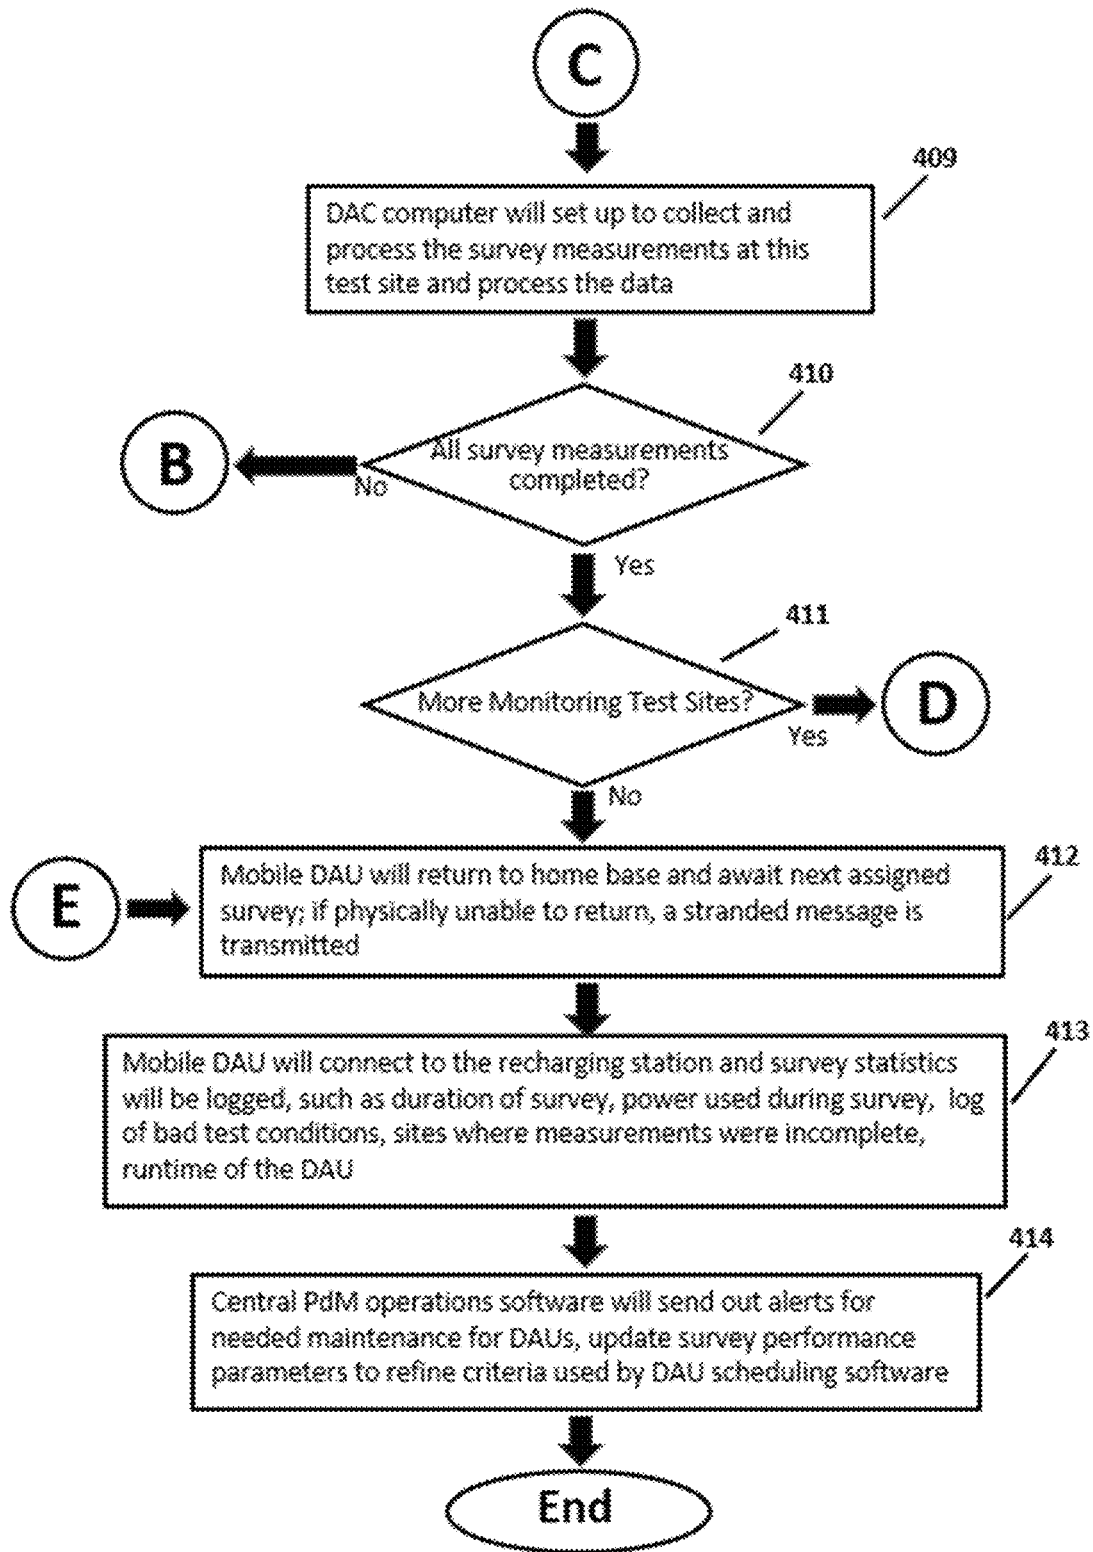 C
409
DAC computer will set up to collect and
process the survey measurements at this
test site and process the data
410
B
All survey measurements
completed?
No
Yes
411
More Monitoring Test Sites?
D
Yes
No
412
E
Mobile DAU will return to home base and await next assigned
survey; if physically unable to return, a stranded message is
transmitted
413
Mobile DAU will connect to the recharging station and survey statistics
will be logged, such as duration of survey, power used during survey, log
of bad test conditions, sites where measurements were incomplete,
runtime of the DAU
414
Central PdM operations software will send out alerts for
needed maintenance for DAUs, update survey performance
parameters to refine criteria used by DAU scheduling software
End